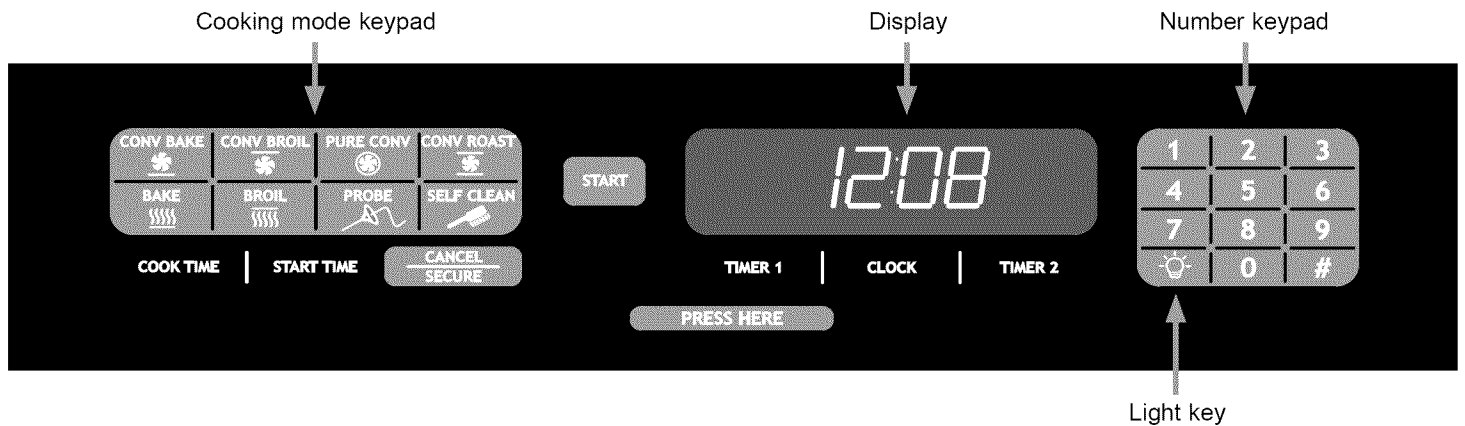 Cooking mode keypad
Display
Number keypad
CONV BAKE
CONV BROIL
PURE CONV
CONV ROAST
BAKE
BROIL
PROBE
SELF CLEAN
START
12:08
1 2 3
4 5 6
7 8 9
0 #
COOK TIME
START TIME
CANCEL
SECURE
TIMER 1
CLOCK
TIMER 2
PRESS HERE
Light key